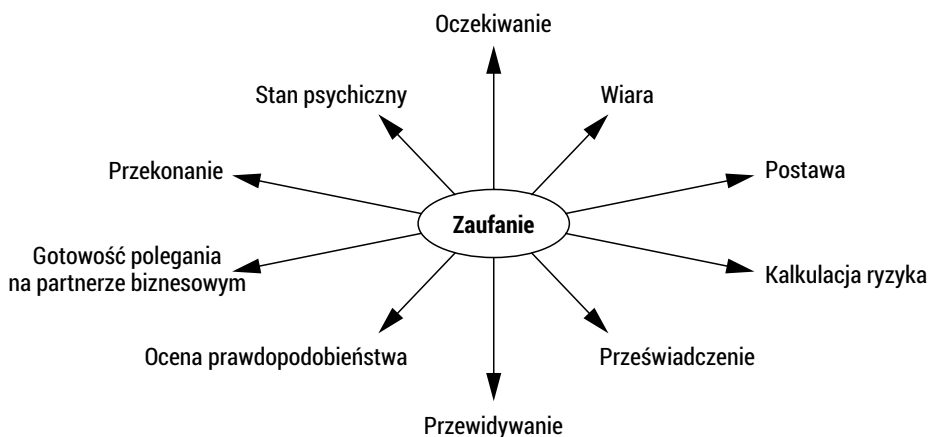 Oczekiwanie
Stan psychiczny
Wiara
Przekonanie
Postawa
Zaufanie
Gotowość polegania
na partnerze biznesowym
Kalkulacja ryzyka
Ocena prawdopodobieństwa
Przeświadczenie
Przewidywanie